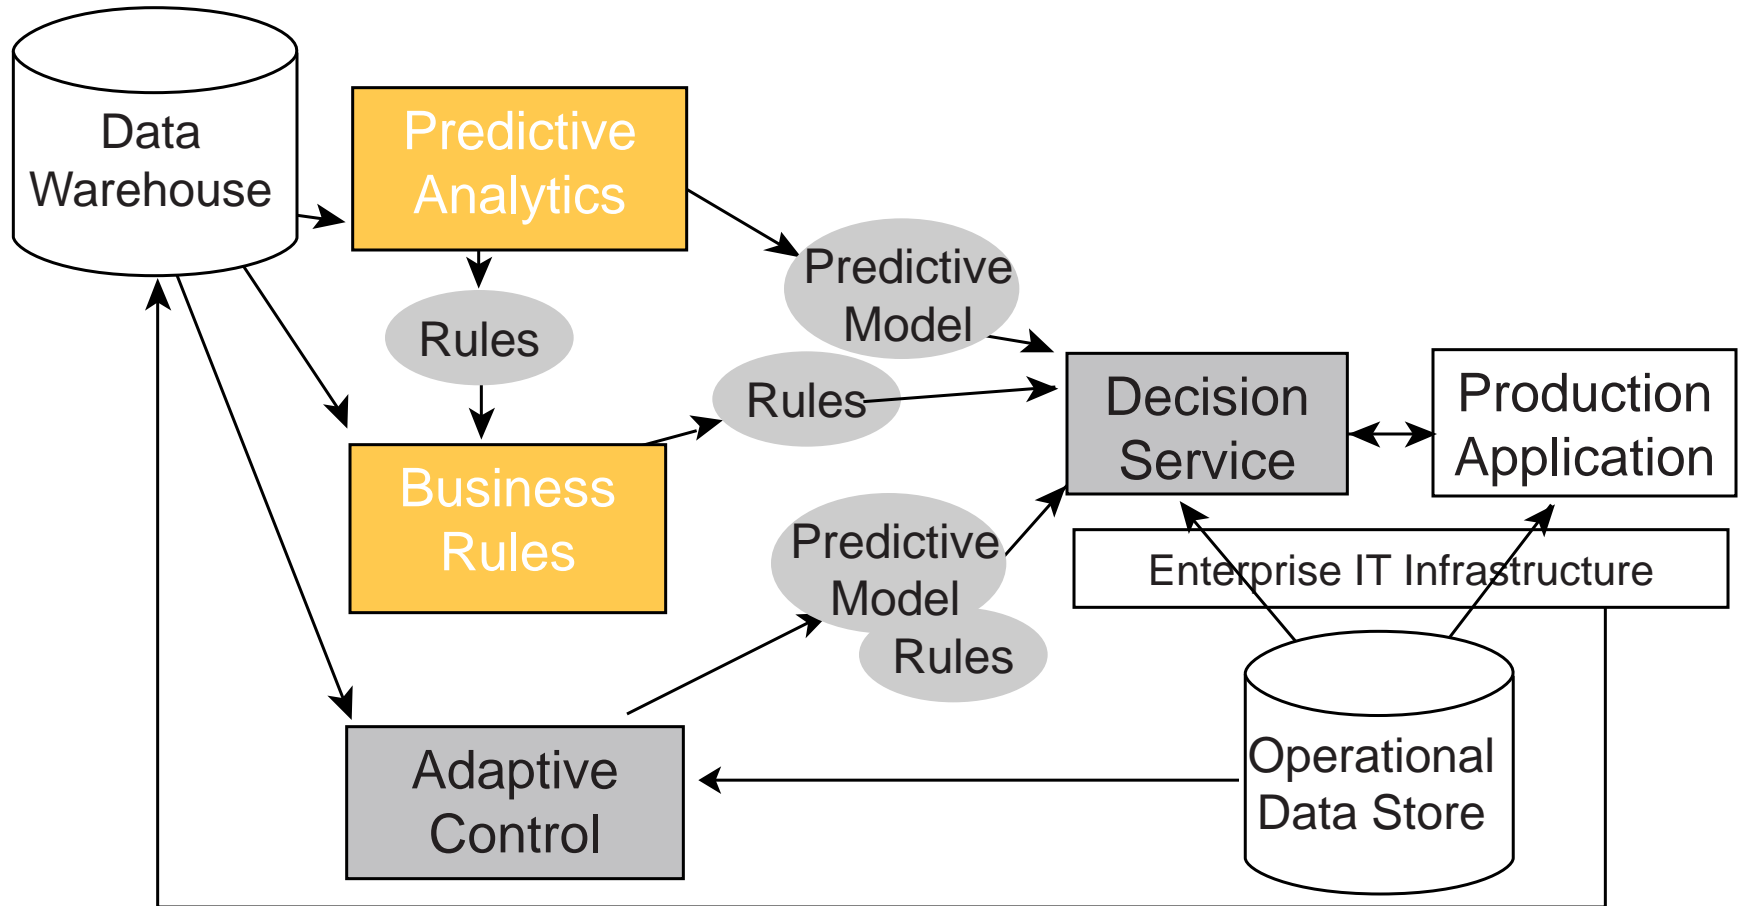 Data
Warehouse
Predictive
Analytics
Predictive
Model
Rules
Rules
Decision
Service
Production
Application
Business
Rules
Predictive
Model
Rules
Enterprise IT Infrastructure
Adaptive
Control
Operational
Data Store